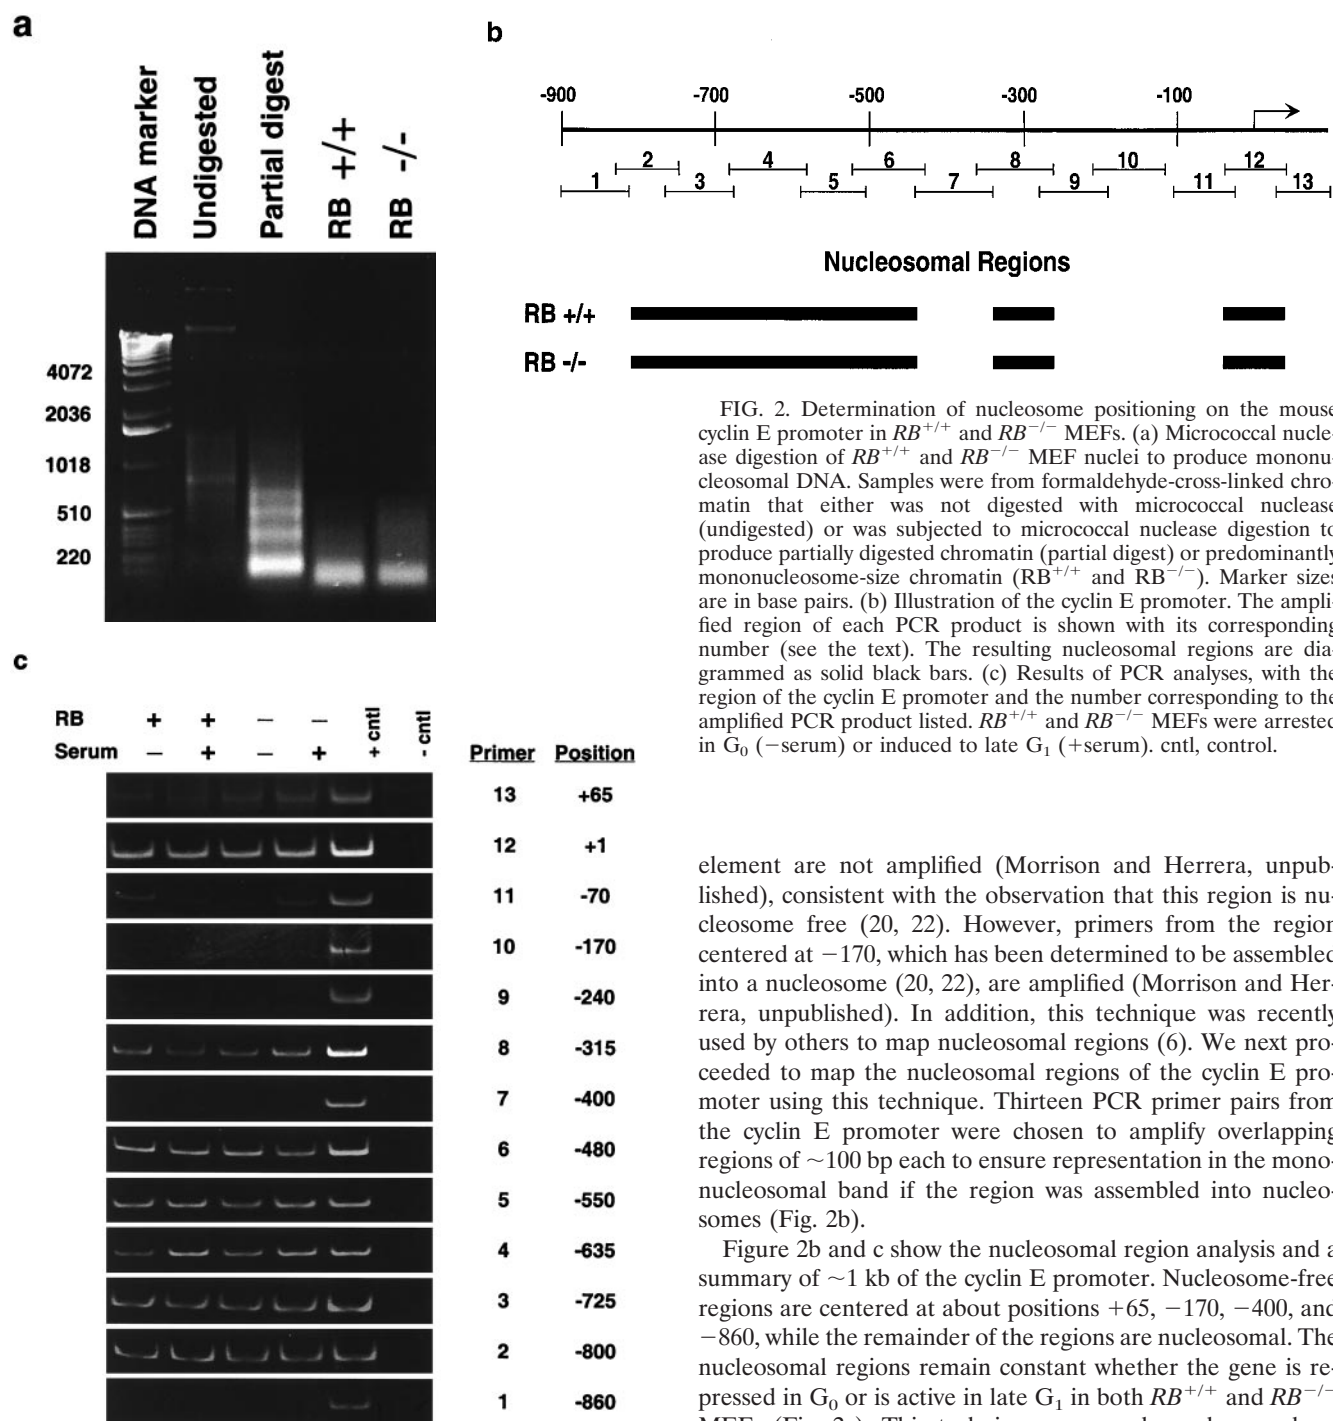 a
DNA marker
Undigested
Partial digest
RB +/+
RB -/-
4072
2036
1018
510
220
b
-900 -700 -500 -300 -100
2 4 6 8 10 12
1 3 5 7 9 11 13
Nucleosomal Regions
RB +/+
RB -/-
FIG. 2. Determination of nucleosome positioning on the mouse
cyclin E promoter in RB+/+ and RB−/− MEFs. (a) Micrococcal nucle-
ase digestion of RB+/+ and RB−/− MEF nuclei to produce mononu-
cleosomal DNA. Samples were from formaldehyde-cross-linked chro-
matin that either was not digested with micrococcal nuclease
(undigested) or was subjected to micrococcal nuclease digestion to
produce partially digested chromatin (partial digest) or predominantly
mononucleosome-size chromatin (RB+/+ and RB−/−). Marker sizes
are in base pairs. (b) Illustration of the cyclin E promoter. The ampli-
fied region of each PCR product is shown with its corresponding
number (see the text). The resulting nucleosomal regions are dia-
grammed as solid black bars. (c) Results of PCR analyses, with the
region of the cyclin E promoter and the number corresponding to the
amplified PCR product listed. RB+/+ and RB−/− MEFs were arrested
in G0 (−serum) or induced to late G1 (+serum). cntl, control.
c
RB + + − − + cntl - cntl
Serum − + − +
Primer Position
13 +65
12 +1
11 -70
10 -170
9 -240
8 -315
7 -400
6 -480
5 -550
4 -635
3 -725
2 -800
1 -860
element are not amplified (Morrison and Herrera, unpub-
lished), consistent with the observation that this region is nu-
cleosome free (20, 22). However, primers from the region
centered at −170, which has been determined to be assembled
into a nucleosome (20, 22), are amplified (Morrison and Her-
rera, unpublished). In addition, this technique was recently
used by others to map nucleosomal regions (6). We next pro-
ceeded to map the nucleosomal regions of the cyclin E pro-
moter using this technique. Thirteen PCR primer pairs from
the cyclin E promoter were chosen to amplify overlapping
regions of ~100 bp each to ensure representation in the mono-
nucleosomal band if the region was assembled into nucleo-
somes (Fig. 2b).
Figure 2b and c show the nucleosomal region analysis and a
summary of ~1 kb of the cyclin E promoter. Nucleosome-free
regions are centered at about positions +65, −170, −400, and
−860, while the remainder of the regions are nucleosomal. The
nucleosomal regions remain constant whether the gene is re-
pressed in G0 or is active in late G1 in both RB+/+ and RB−/−